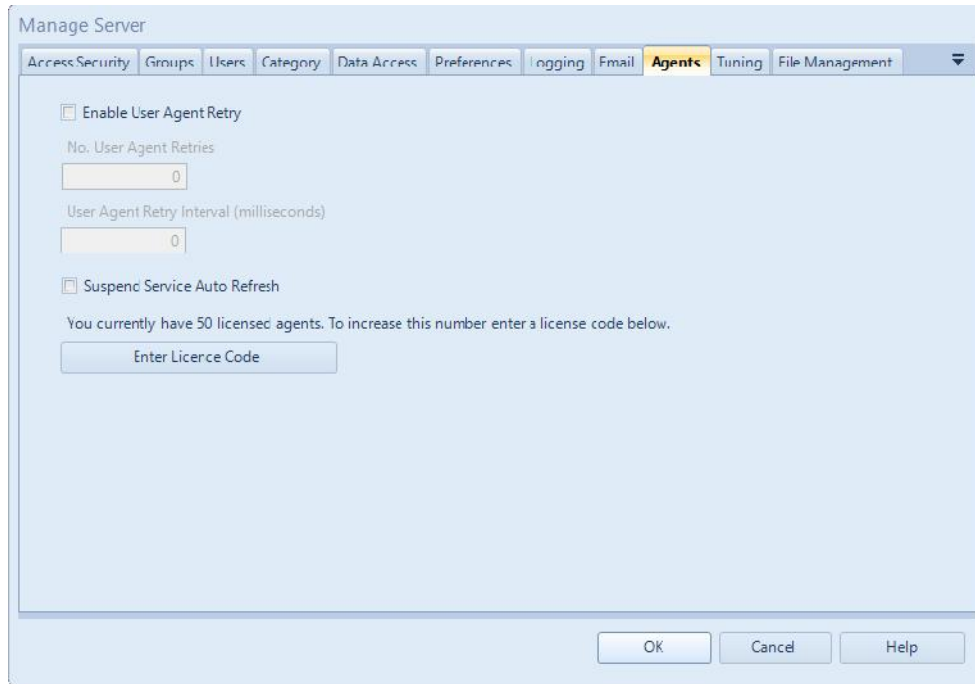 Manage Server
Access Security Groups Users Category Data Access Preferences Logging Email Agents Tuning File Management
Enable User Agent Retry
No. User Agent Retries
0
User Agent Retry Interval (milliseconds)
0
Suspend Service Auto Refresh
You currently have 50 licensed agents. To increase this number enter a license code below.
Enter Licence Code
OK Cancel Help